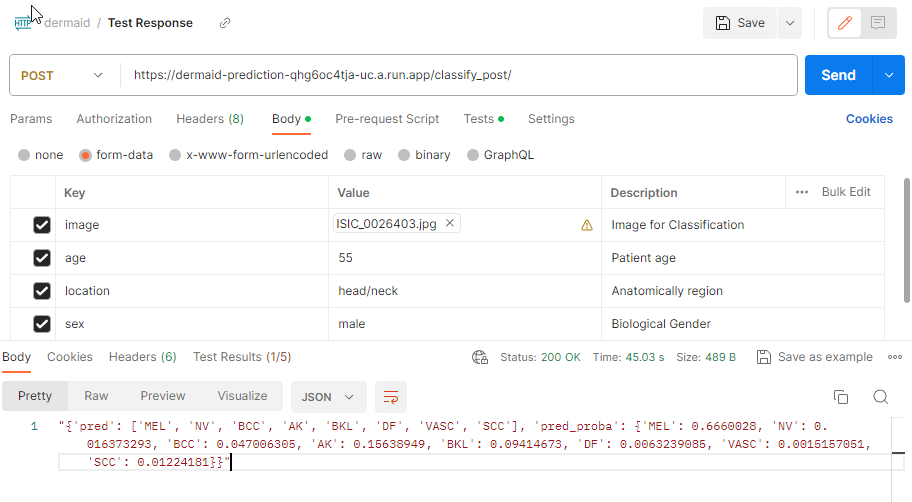 HTTP dermaid / Test Response
Save
POST https://dermaid-prediction-qhg6oc4tja-uc.a.run.app/classify_post/ Send
Params Authorization Headers (8) Body Pre-request Script Tests Settings Cookies
none form-data x-www-form-urlencoded raw binary GraphQL
Key Value Description ••• Bulk Edit
image ISIC_0026403.jpg × Image for Classification
age 55 Patient age
location head/neck Anatomically region
sex male Biological Gender
Body Cookies Headers (6) Test Results (1/5) Status: 200 OK Time: 45.03 s Size: 489 B Save as example
Pretty Raw Preview Visualize JSON
1 "{'pred': ['MEL', 'NV', 'BCC', 'AK', 'BKL', 'DF', 'VASC', 'SCC'], 'pred_proba': {'MEL': 0.6660028, 'NV': 0.
016373293, 'BCC': 0.047006305, 'AK': 0.15638949, 'BKL': 0.09414673, 'DF': 0.0063239085, 'VASC': 0.0015157051,
'SCC': 0.01224181}}"